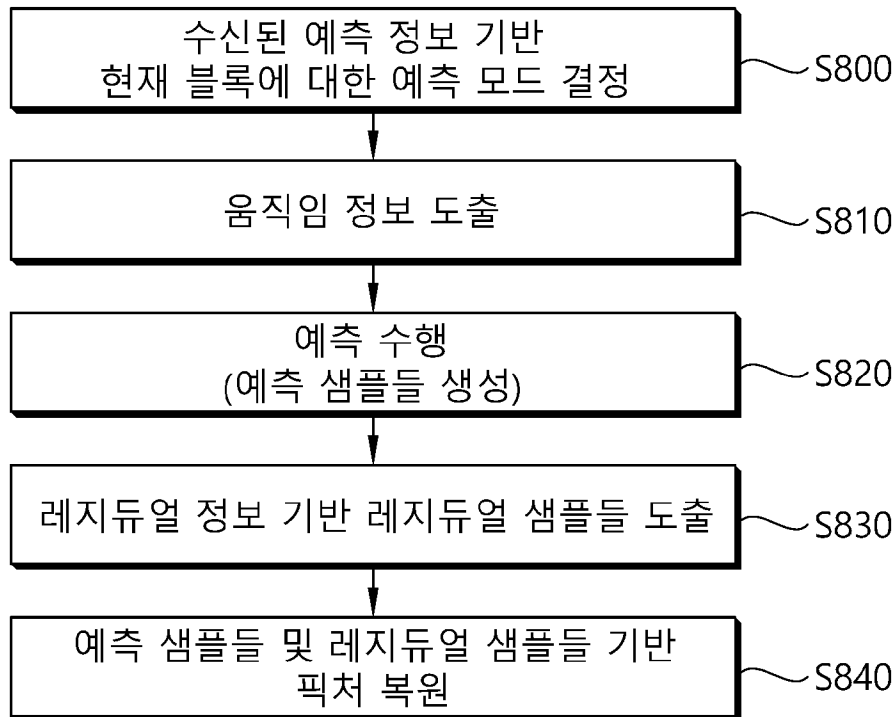 수신된 예측 정보 기반
현재 블록에 대한 예측 모드 결정
S800
움직임 정보 도출
S810
예측 수행
(예측 샘플들 생성)
S820
레지듀얼 정보 기반 레지듀얼 샘플들 도출
S830
예측 샘플들 및 레지듀얼 샘플들 기반
픽처 복원
S840